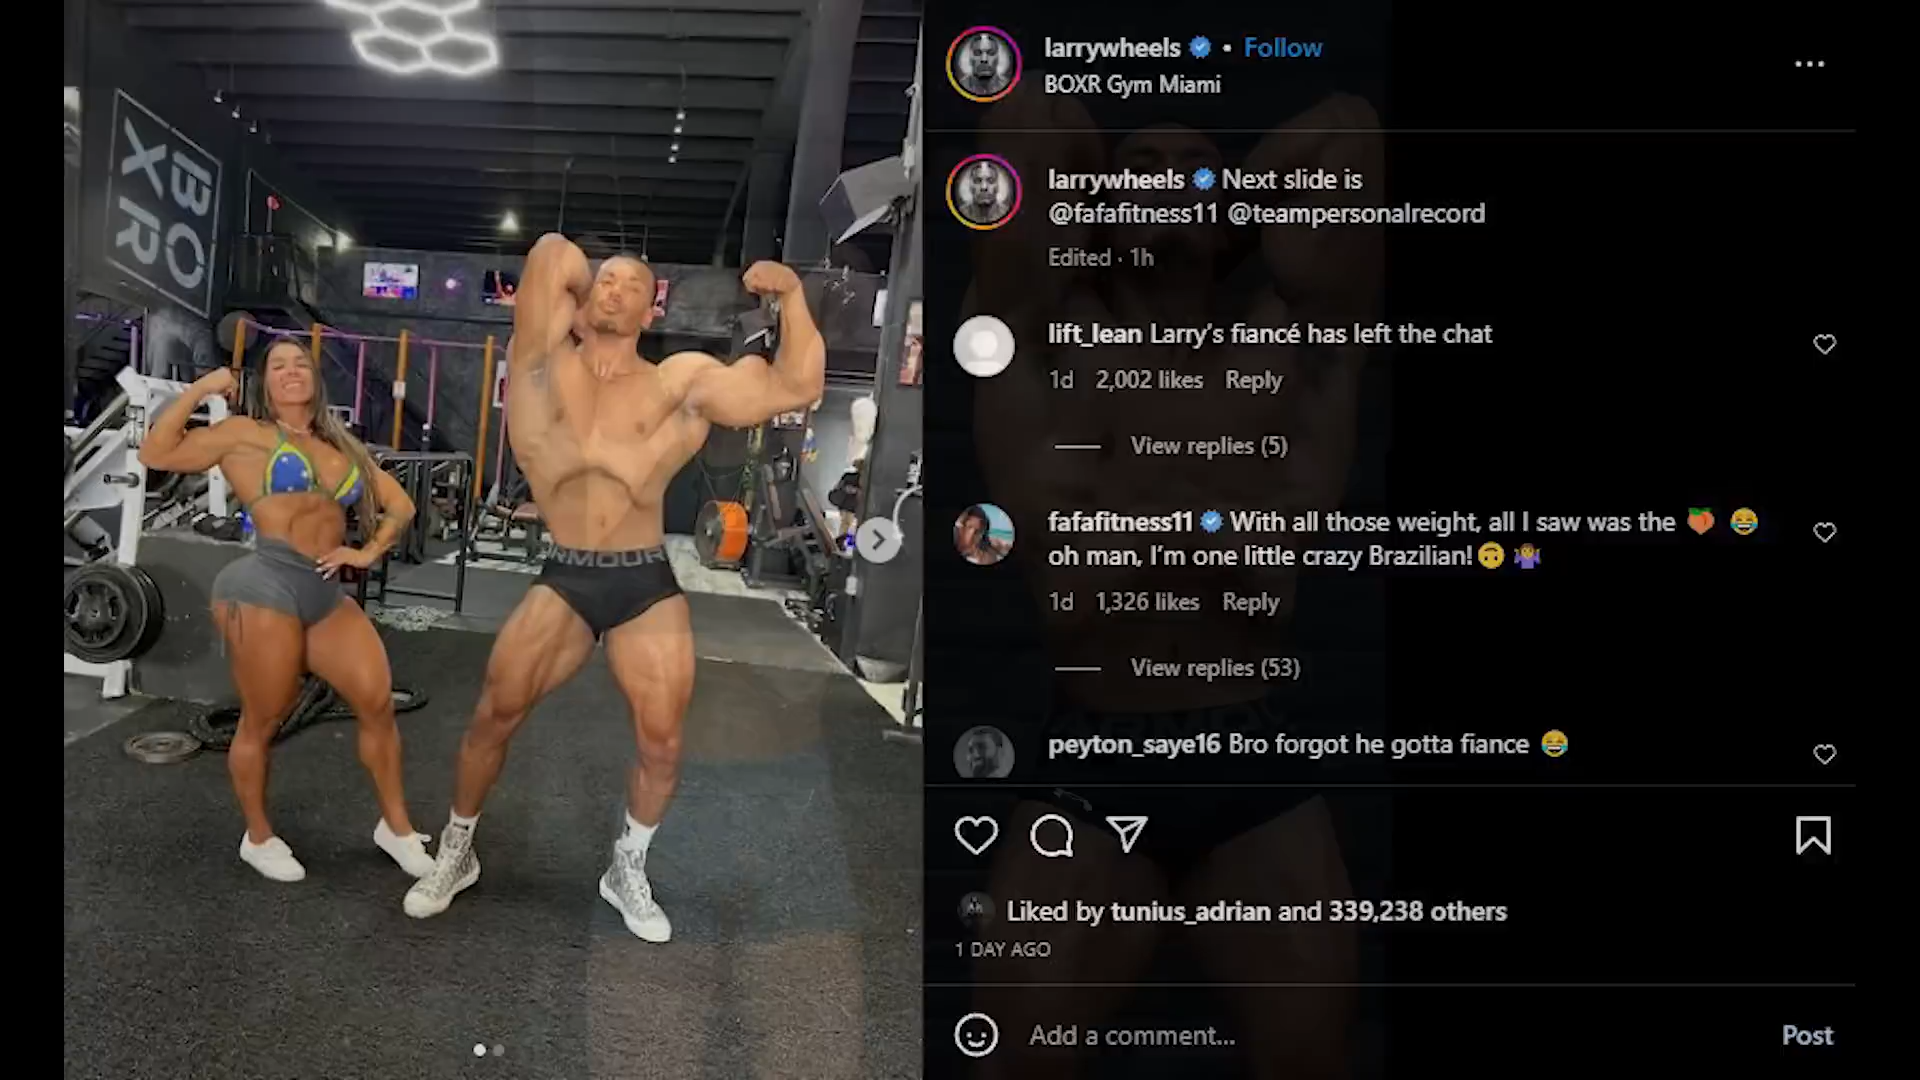 larrywheels • Follow
BOXR Gym Miami
larrywheels Next slide is
@fafafitness11 @teampersonalrecord
Edited · 1h
lift_lean Larry’s fiancé has left the chat
1d 2,002 likes Reply
View replies (5)
fafafitness11 With all those weight, all I saw was the 🍑 😂
oh man, I’m one little crazy Brazilian! 🙃 🤷🏾‍♀️
1d 1,326 likes Reply
View replies (53)
peyton_saye16 Bro forgot he gotta fiance 😂
Liked by tunius_adrian and 339,238 others
1 DAY AGO
Add a comment...
Post
BO
XR
ARMOUR